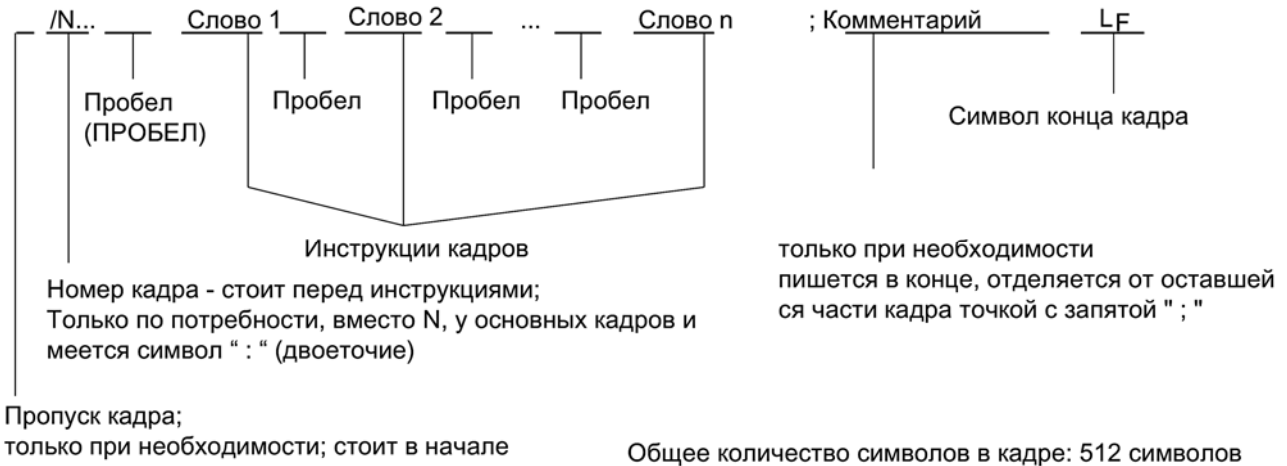 /N... Слово 1 Слово 2 ... Слово n ; Комментарий LF
Пробел
(ПРОБЕЛ)
Пробел
Пробел
Пробел
Символ конца кадра
Инструкции кадров
Номер кадра - стоит перед инструкциями;
Только по потребности, вместо N, у основных кадров и
меется символ “ : “ (двоеточие)
только при необходимости
пишется в конце, отделяется от оставшей
ся части кадра точкой с запятой " ; "
Пропуск кадра;
только при необходимости; стоит в начале
Общее количество символов в кадре: 512 символов